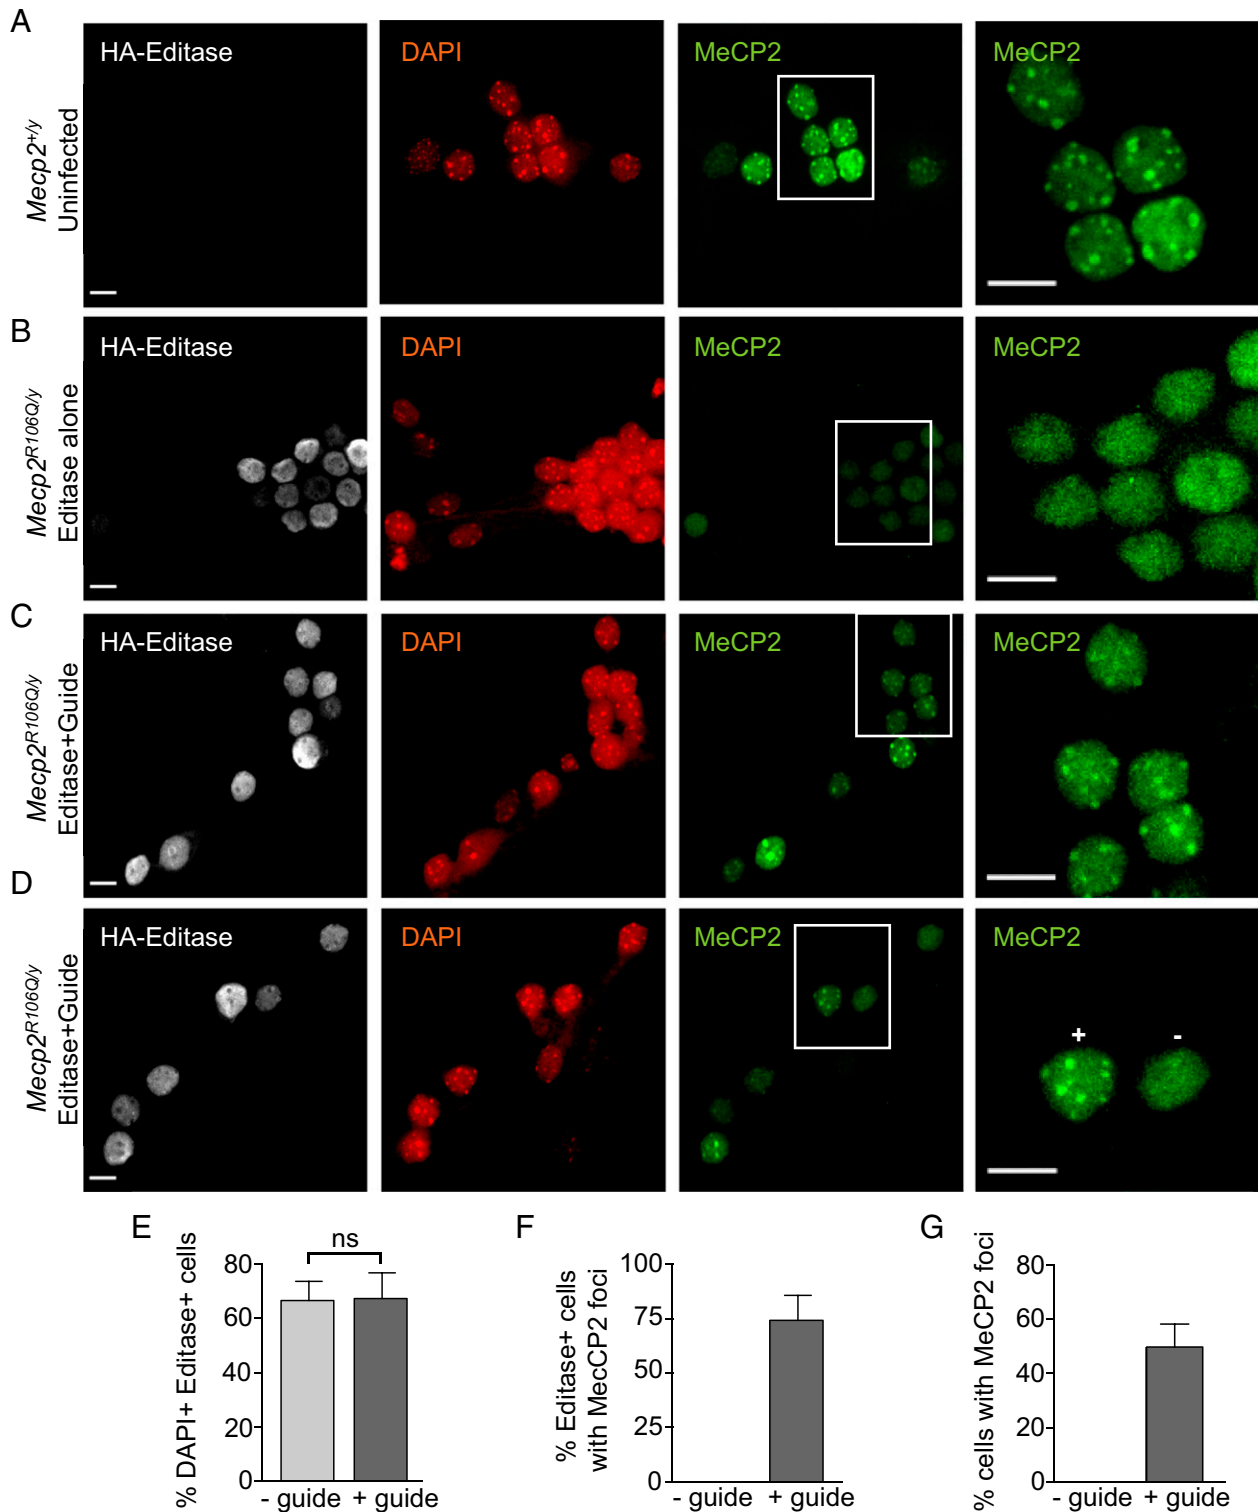 A
HA-Editase DAPI MeCP2 MeCP2
Mecp2+/y
Uninfected
B
HA-Editase DAPI MeCP2 MeCP2
Mecp2R106Q/y
Editase alone
C
HA-Editase DAPI MeCP2 MeCP2
Mecp2R106Q/y
Editase+Guide
D
HA-Editase DAPI MeCP2 MeCP2
Mecp2R106Q/y
Editase+Guide
+ -
E
% DAPI+ Editase+ cells
80
60
40
20
0
ns
- guide + guide
F
% Editase+ cells
with MecCP2 foci
100
75
50
25
0
- guide + guide
G
% cells with MeCP2 foci
80
60
40
20
0
- guide + guide